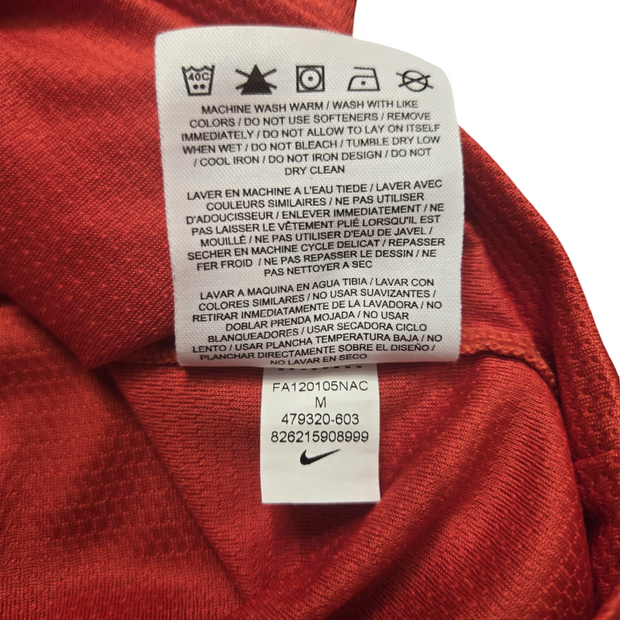 40C
MACHINE WASH WARM / WASH WITH LIKE
COLORS / DO NOT USE SOFTENERS / REMOVE
IMMEDIATELY / DO NOT ALLOW TO LAY ON ITSELF
WHEN WET / DO NOT BLEACH / TUMBLE DRY LOW
/ COOL IRON / DO NOT IRON DESIGN / DO NOT
DRY CLEAN
LAVER EN MACHINE A L'EAU TIEDE / LAVER AVEC
COULEURS SIMILAIRES / NE PAS UTILISER
D'ADOUCISSEUR / ENLEVER IMMEDIATEMENT / NE
PAS LAISSER LE VÊTEMENT PLIÉ LORSQU'IL EST
MOUILLÉ / NE PAS UTILISER D'EAU DE JAVEL /
SECHER EN MACHINE CYCLE DELICAT / REPASSER
FER FROID / NE PAS REPASSER LE DESSIN / NE
PAS NETTOYER A SEC
LAVAR A MAQUINA EN AGUA TIBIA / LAVAR CON
COLORES SIMILARES / NO USAR SUAVIZANTES /
RETIRAR INMEDIATAMENTE DE LA LAVADORA / NO
DOBLAR PRENDA MOJADA / NO USAR
BLANQUEADORES / USAR SECADORA CICLO
LENTO / USAR PLANCHA TEMPERATURA BAJA / NO
PLANCHAR DIRECTAMENTE SOBRE EL DISEÑO /
NO LAVAR EN SECO
FA120105NAC
M
479320-603
826215908999